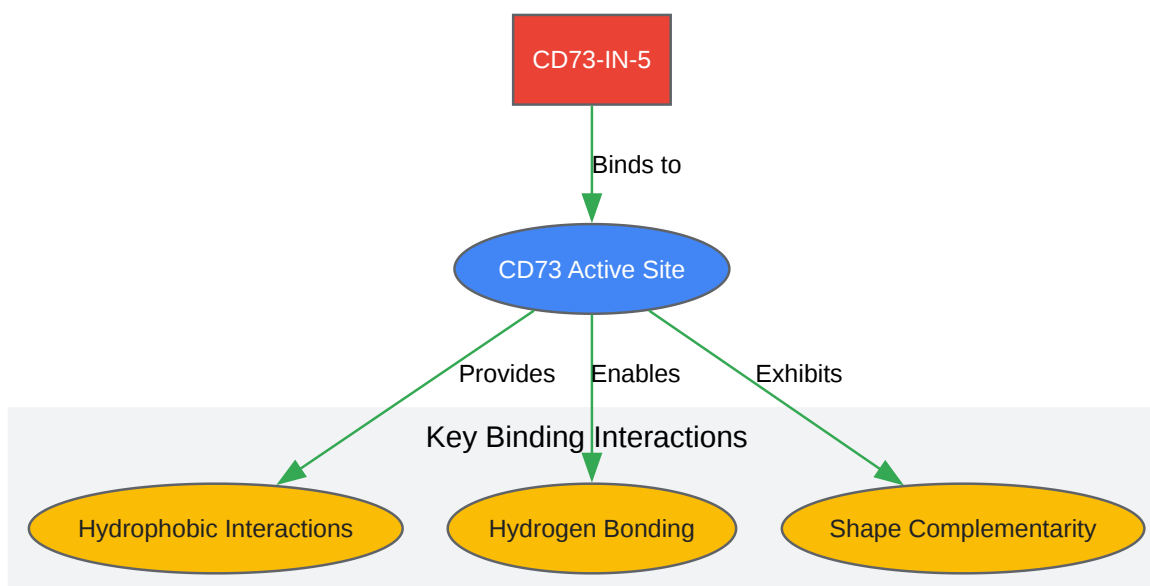 CD73-IN-5
Binds to
CD73 Active Site
Provides
Enables
Exhibits
Key Binding Interactions
Hydrophobic Interactions
Hydrogen Bonding
Shape Complementarity